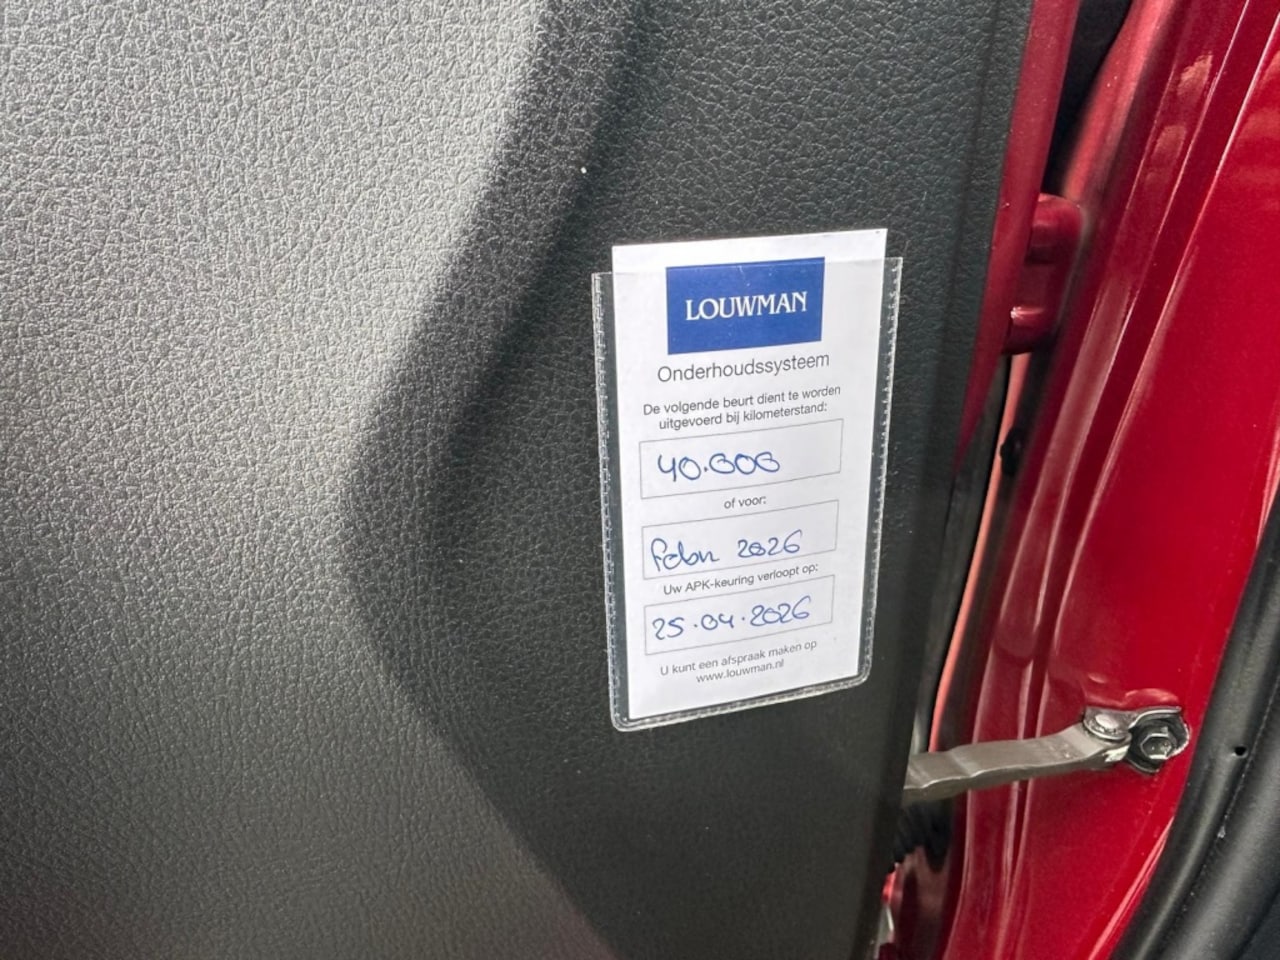 LOUWMAN
Onderhoudssysteem
De volgende beurt dient te worden
uitgevoerd bij kilometerstand:
40.000
of voor:
Febr 2026
Uw APK-keuring verloopt op:
25.04.2026
U kunt een afspraak maken op
www.louwman.nl